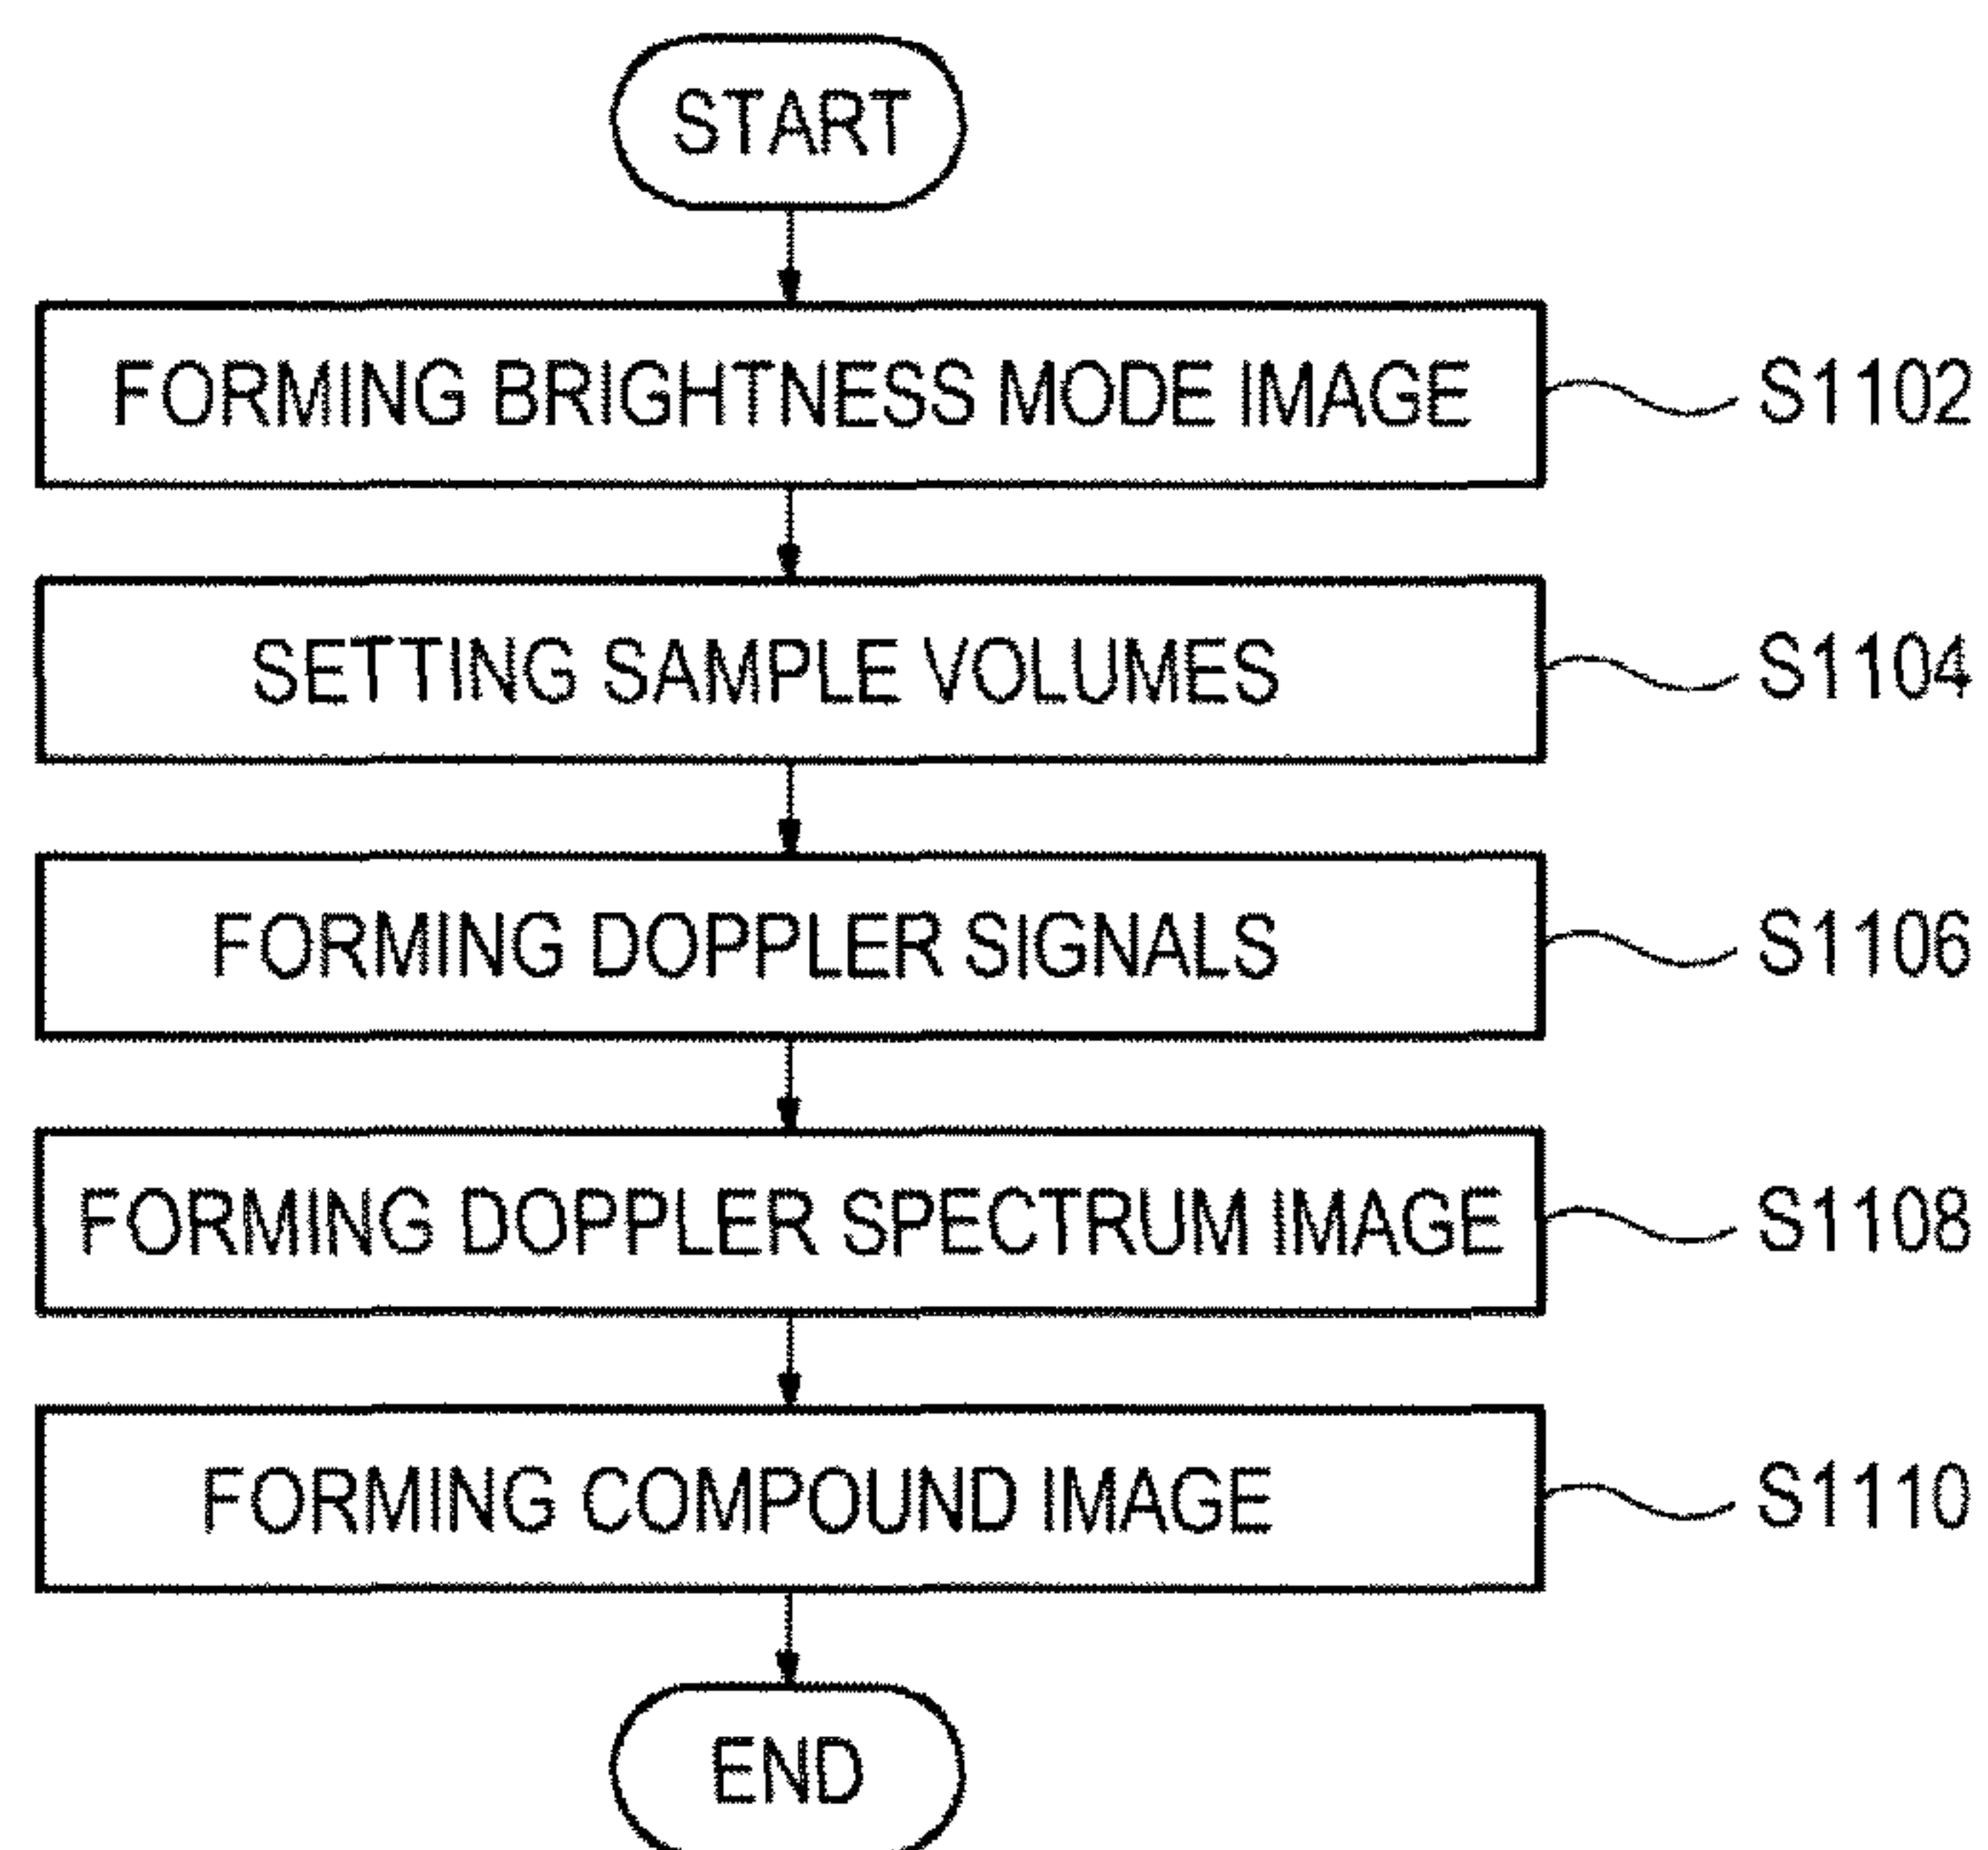 START
FORMING BRIGHTNESS MODE IMAGE
S1102
SETTING SAMPLE VOLUMES
S1104
FORMING DOPPLER SIGNALS
S1106
FORMING DOPPLER SPECTRUM IMAGE
S1108
FORMING COMPOUND IMAGE
S1110
END